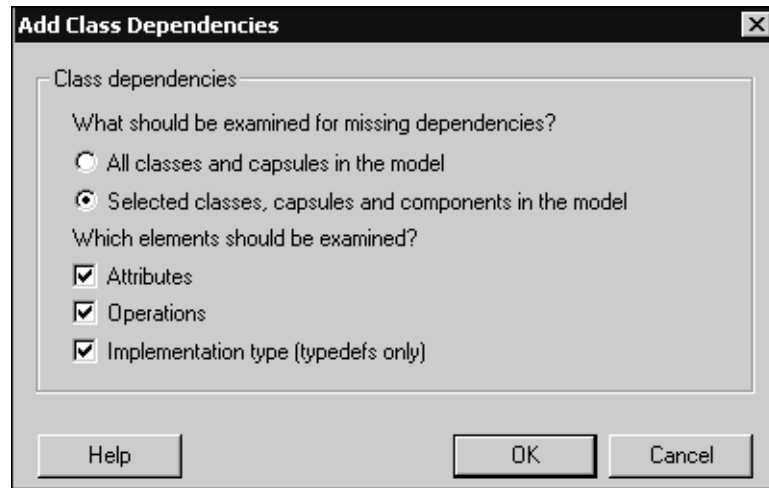 Add Class Dependencies
Class dependencies
What should be examined for missing dependencies?
All classes and capsules in the model
Selected classes, capsules and components in the model
Which elements should be examined?
Attributes
Operations
Implementation type (typedefs only)
Help OK Cancel